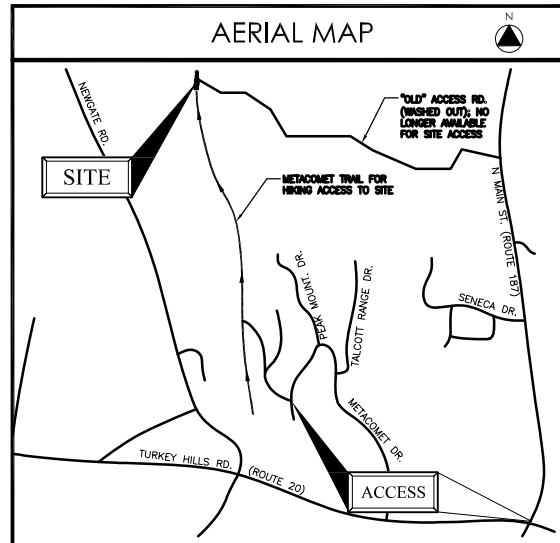 AERIAL MAP
N
NEWGATE RD.
"OLD" ACCESS RD.
(WASHED OUT); NO
LONGER AVAILABLE
FOR SITE ACCESS
SITE
METACOMET TRAIL FOR
HIKING ACCESS TO SITE
N MAIN ST. (ROUTE 187)
PEAK MOUNT. DR.
TALCOTT RANGE DR.
SENECA DR.
METACOMET DR.
TURKEY HILLS RD. (ROUTE 20)
ACCESS